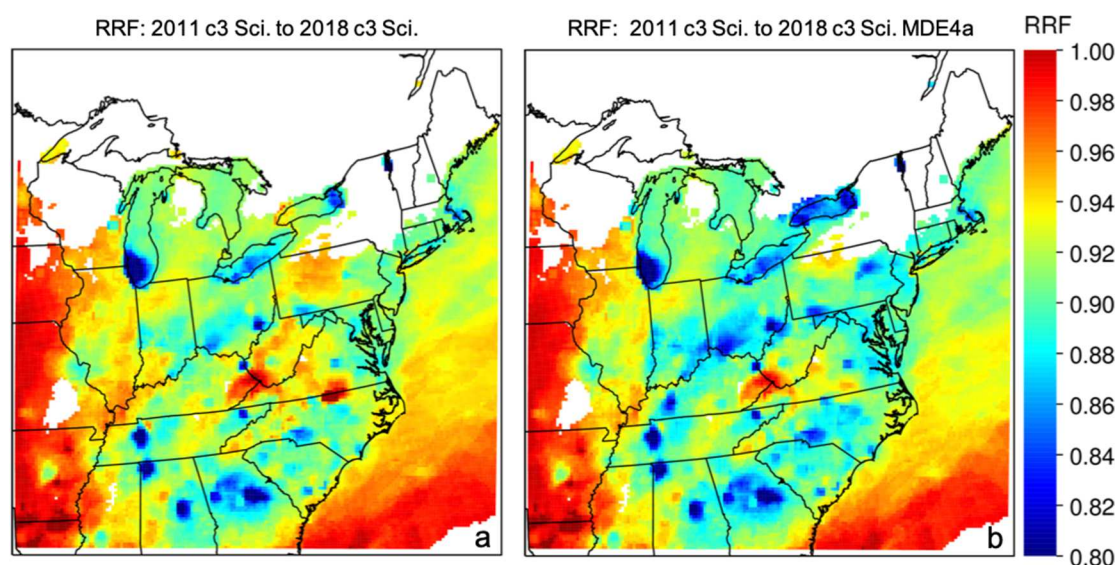 RRF: 2011 c3 Sci. to 2018 c3 Sci.
RRF: 2011 c3 Sci. to 2018 c3 Sci. MDE4a
RRF
1.00
0.98
0.96
0.94
0.92
0.90
0.88
0.86
0.84
0.82
0.80
a
b